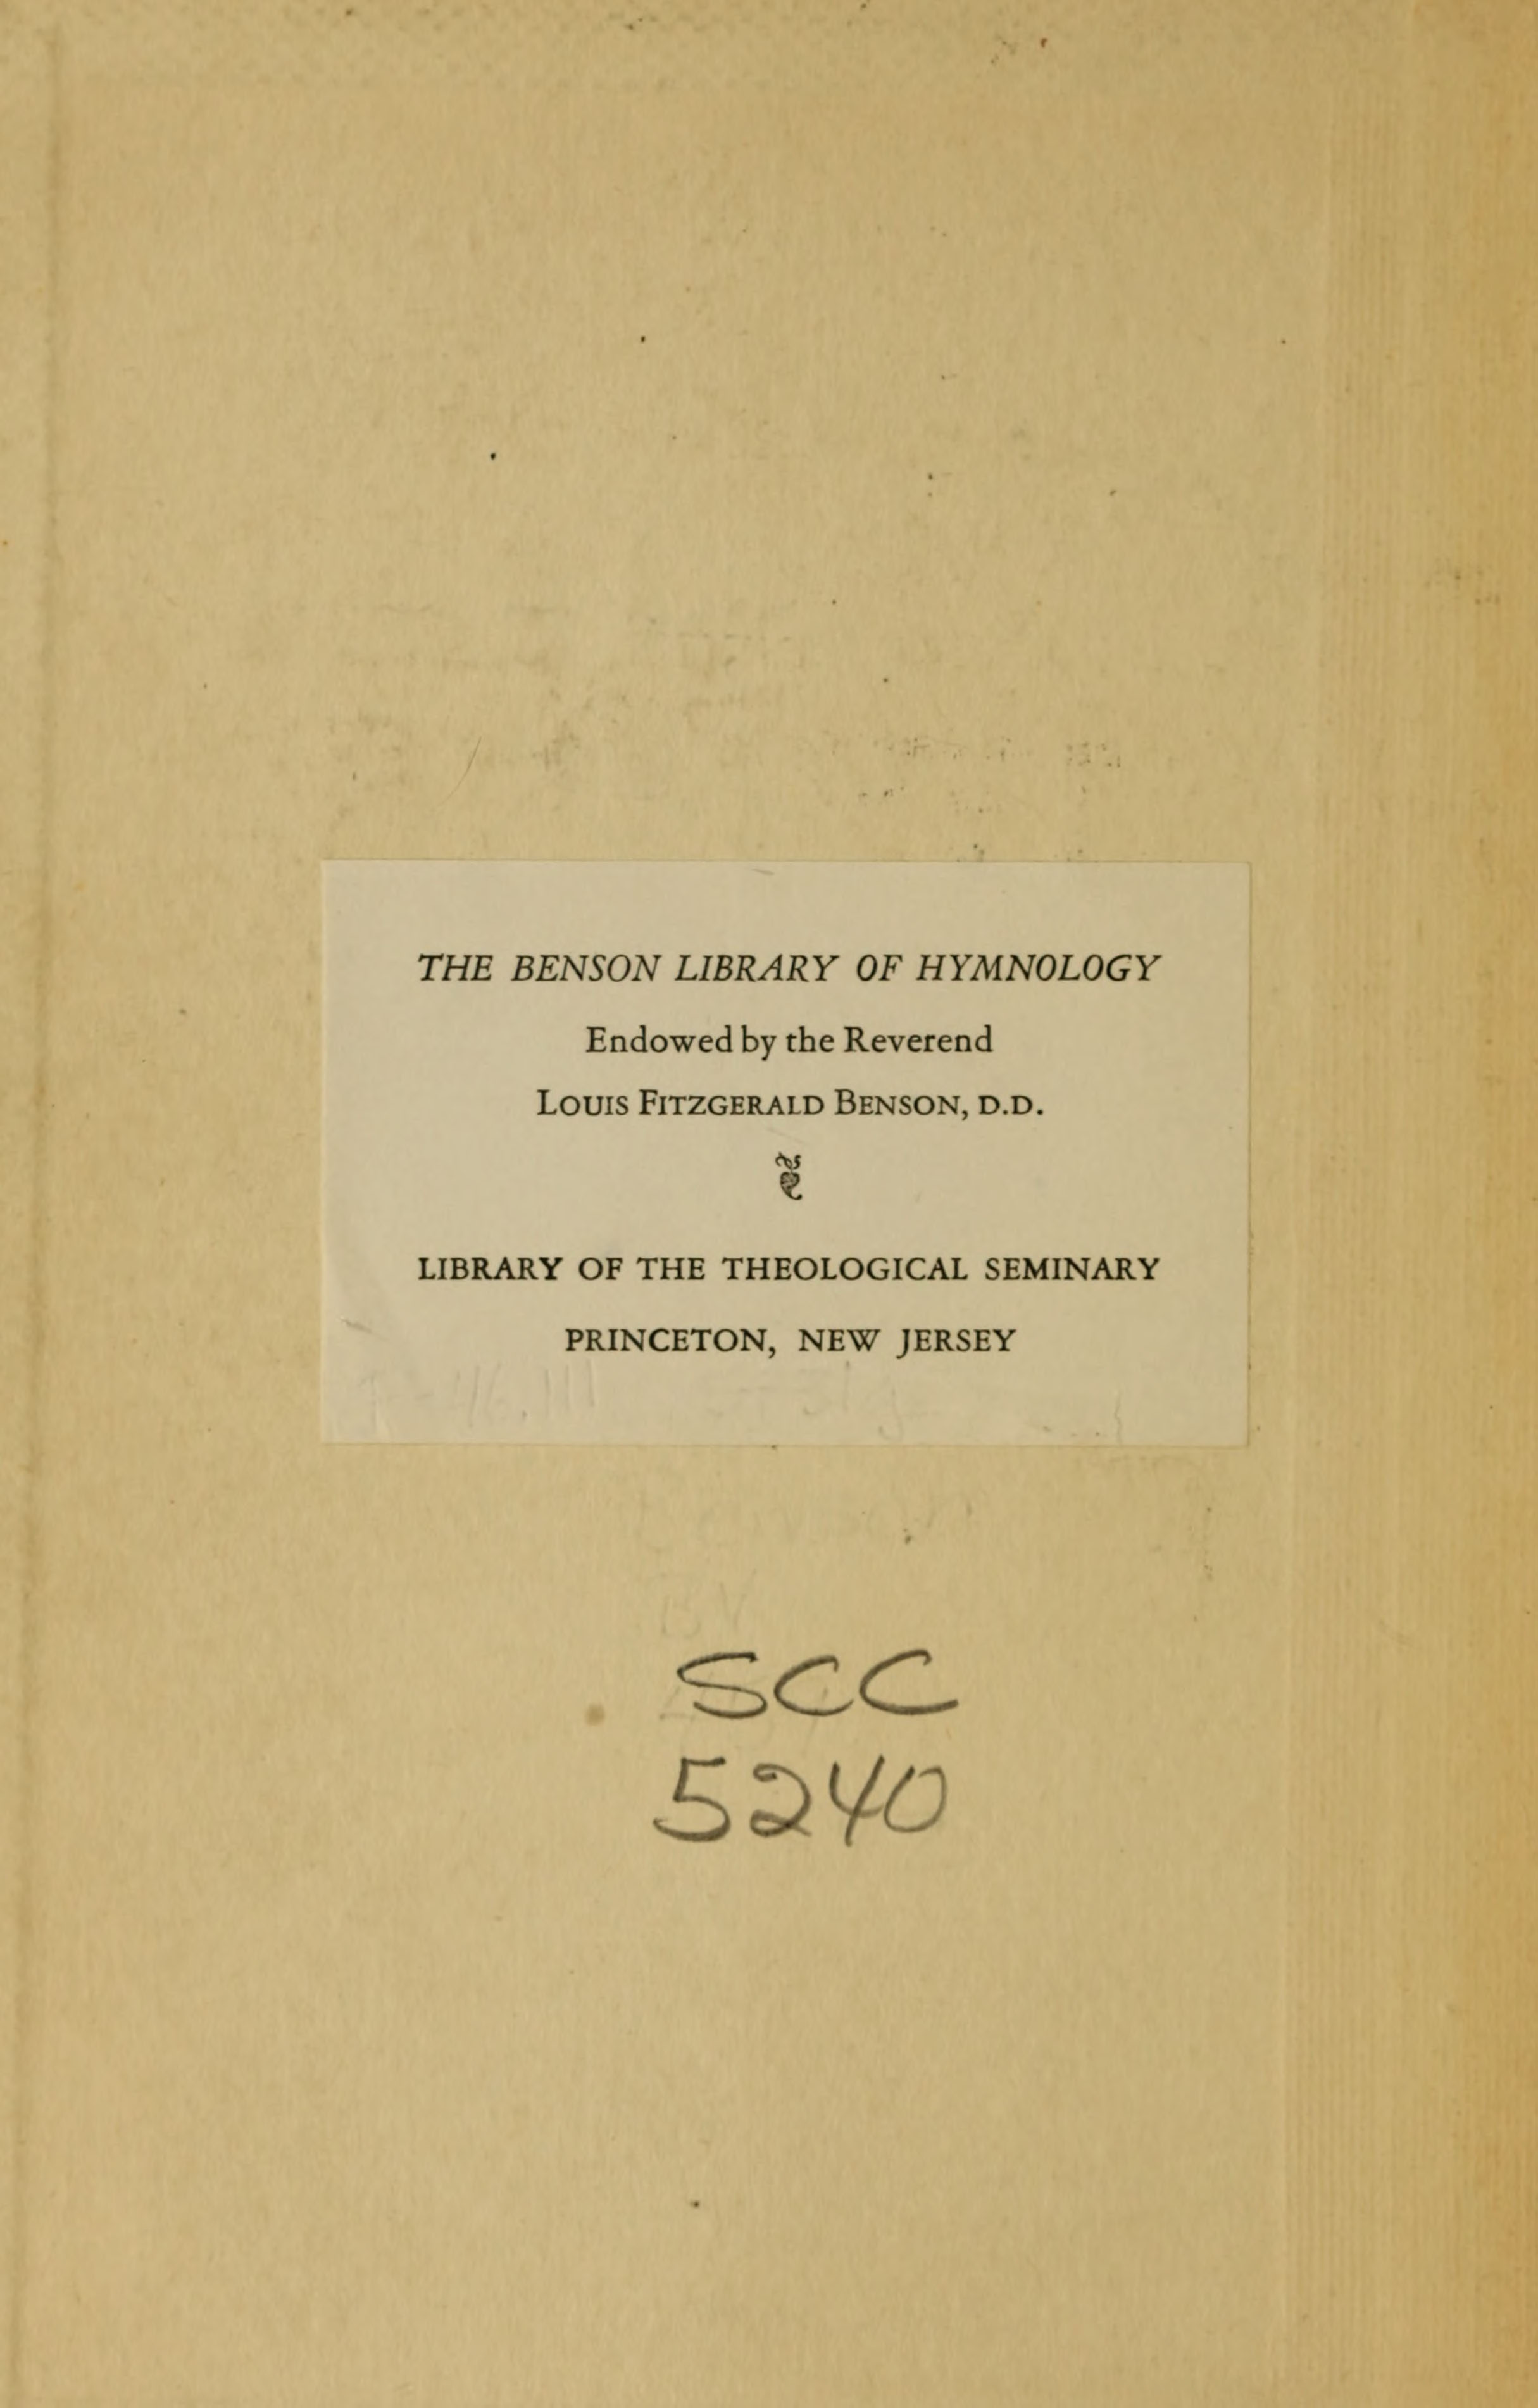 THE BENSON LIBRARY OF HYMNOLOGY
Endowed by the Reverend
LOUIS FITZGERALD BENSON, D.D.
LIBRARY OF THE THEOLOGICAL SEMINARY
PRINCETON, NEW JERSEY
SCC
5240